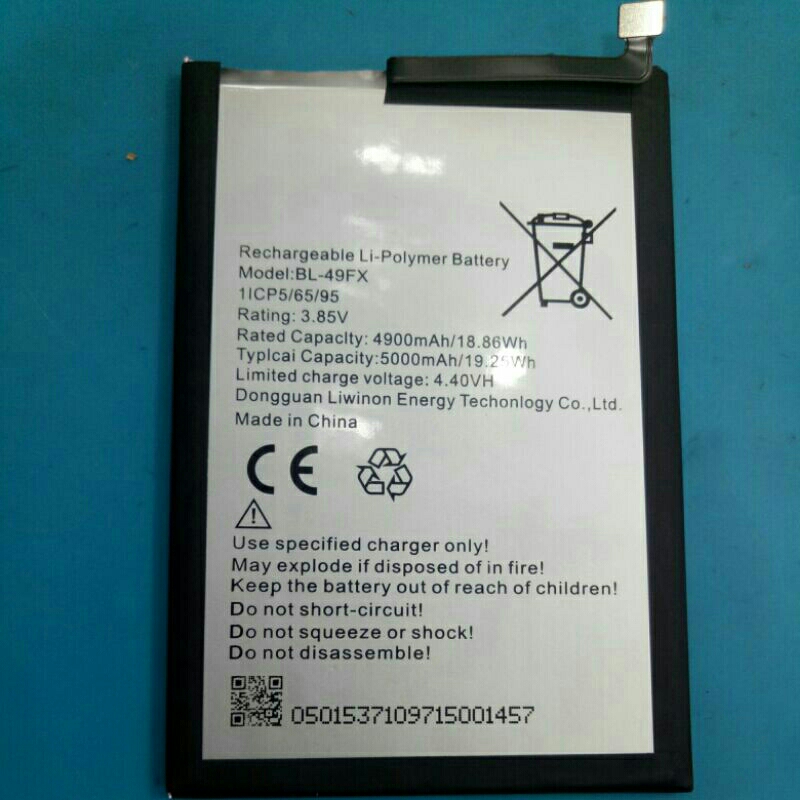 Rechargeable Li-Polymer Battery
Model:BL-49FX
1ICP5/65/95
Rating: 3.85V
Rated Capaclty: 4900mAh/18.86Wh
Typlcai Capacity:5000mAh/19.25Wh
Limited charge voltage: 4.40VH
Dongguan Liwinon Energy Techonlogy Co.,Ltd.
Made in China
CE
Use specified charger only!
May explode if disposed of in fire!
Keep the battery out of reach of children!
Do not short-circuit!
Do not squeeze or shock!
Do not disassemble!
0501537109715001457